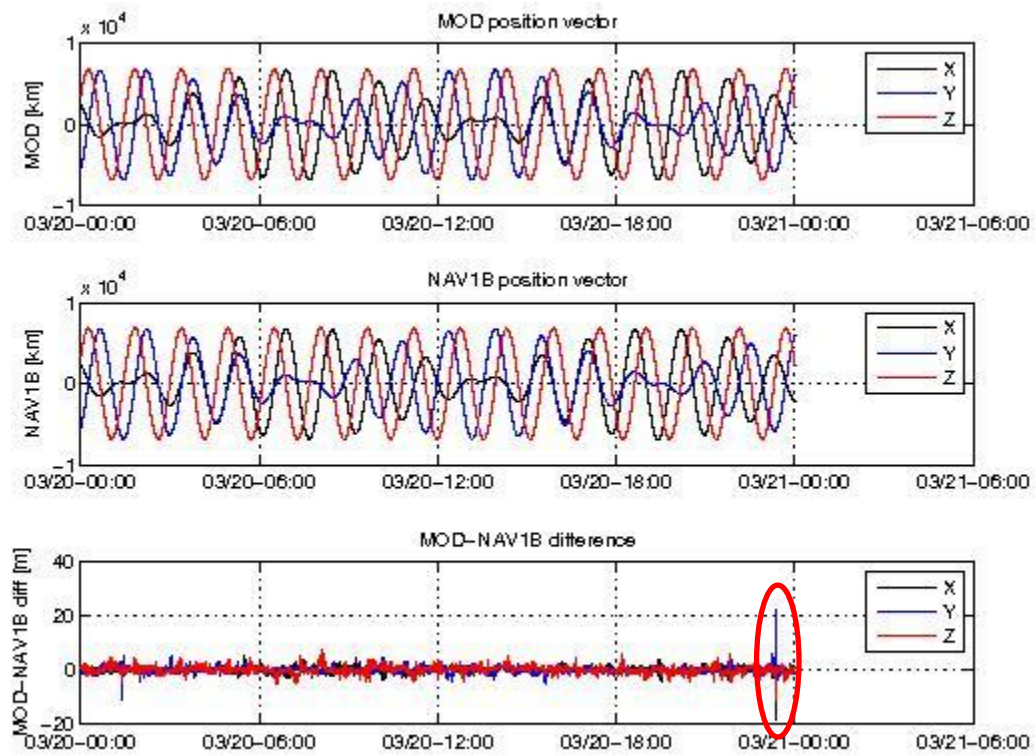 MOD position vector
x 10⁴
1
0
−1
MOD [km]
X
Y
Z
03/20−00:00 03/20−06:00 03/20−12:00 03/20−18:00 03/21−00:00 03/21−06:00
NAV1B position vector
x 10⁴
1
0
−1
NAV1B [km]
X
Y
Z
03/20−00:00 03/20−06:00 03/20−12:00 03/20−18:00 03/21−00:00 03/21−06:00
MOD−NAV1B difference
40
20
0
−20
MOD−NAV1B diff [m]
X
Y
Z
03/20−00:00 03/20−06:00 03/20−12:00 03/20−18:00 03/21−00:00 03/21−06:00